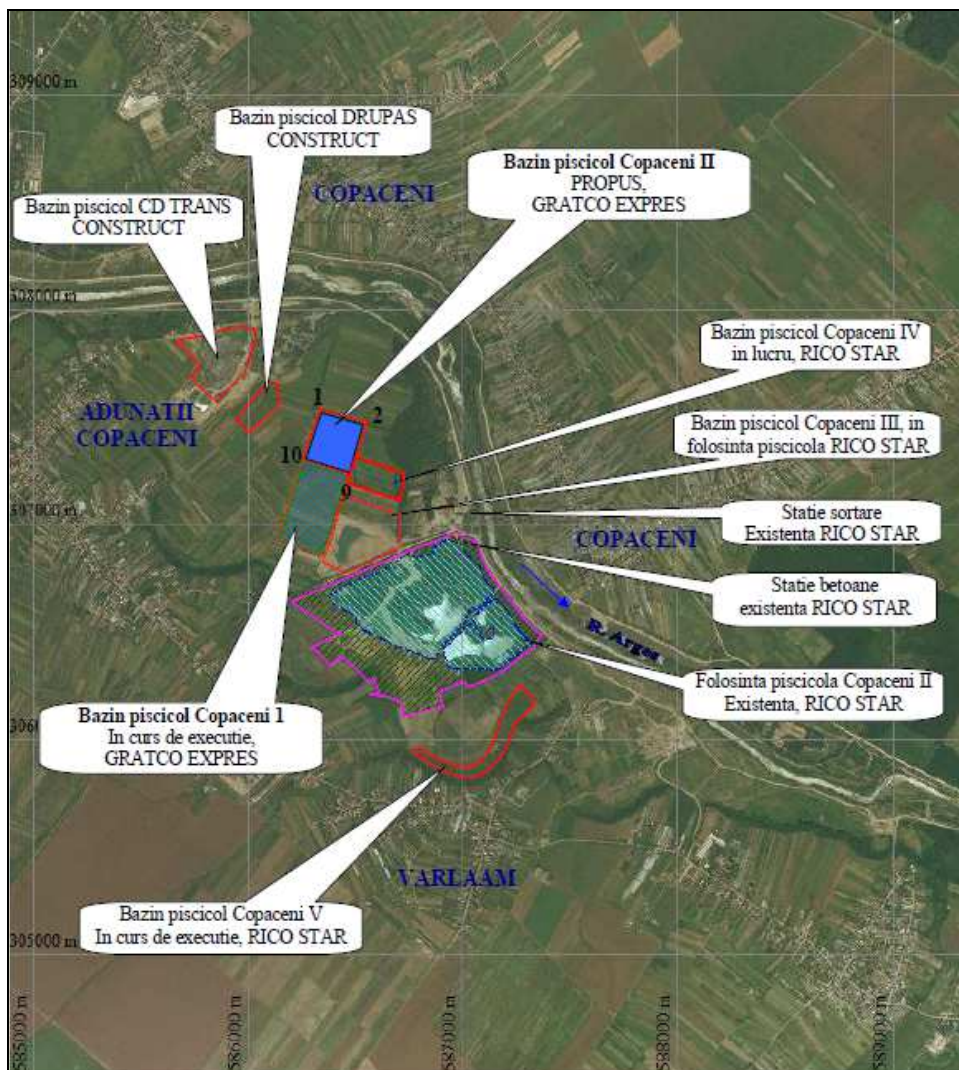 309000 m
Bazin piscicol DRUPAS
CONSTRUCT
COPACENI
Bazin piscicol Copaceni II
PROPUS,
GRATCO EXPRES
Bazin piscicol CD TRANS
CONSTRUCT
308000 m
Bazin piscicol Copaceni IV
in lucru, RICO STAR
ADUNATII
COPACENI
1
2
10
9
Bazin piscicol Copaceni III, in
folosinta piscicola RICO STAR
Statie sortare
Existenta RICO STAR
COPACENI
Statie betoane
existenta RICO STAR
R. Arges
Folosinta piscicola Copaceni II
Existenta, RICO STAR
Bazin piscicol Copaceni 1
In curs de executie,
GRATCO EXPRES
VARLAAM
Bazin piscicol Copaceni V
In curs de executie, RICO STAR
305000 m
585000 m
586000 m
587000 m
588000 m
589000 m